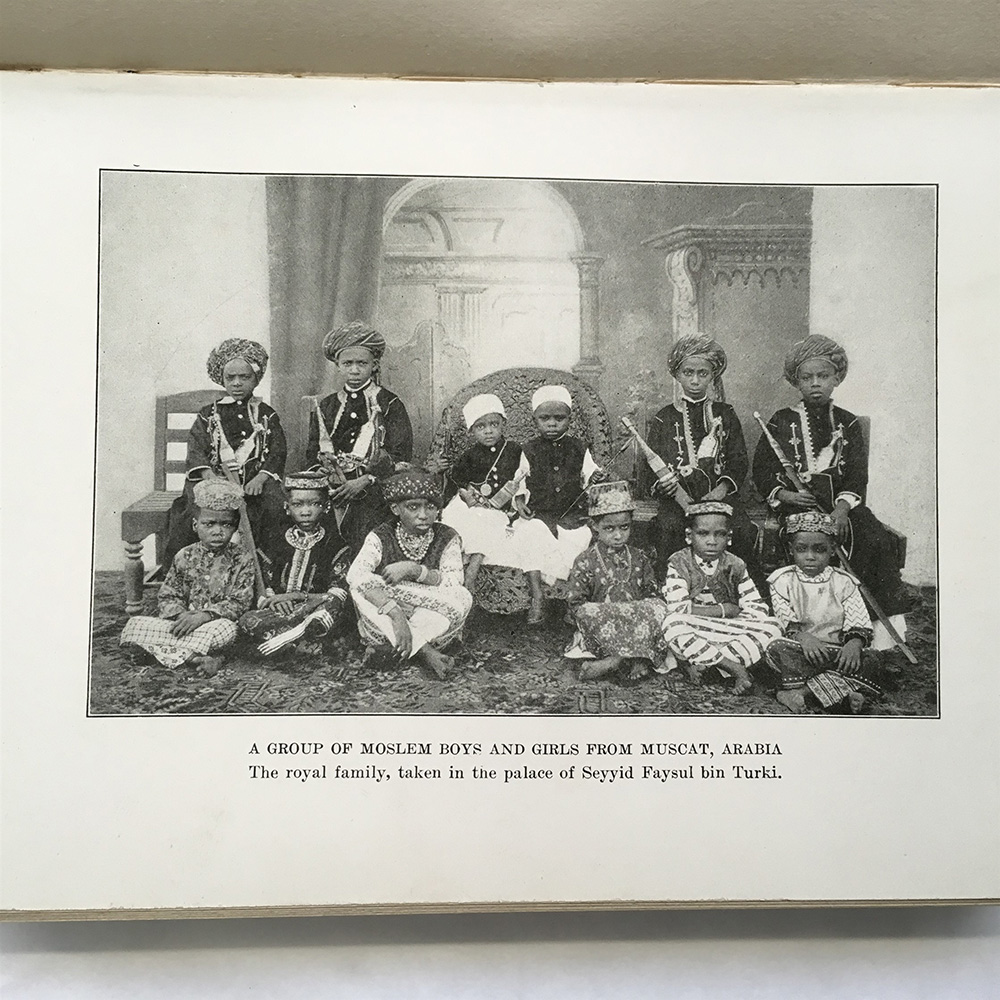 A GROUP OF MOSLEM BOYS AND GIRLS FROM MUSCAT, ARABIA
The royal family, taken in the palace of Seyyid Faysul bin Turki.